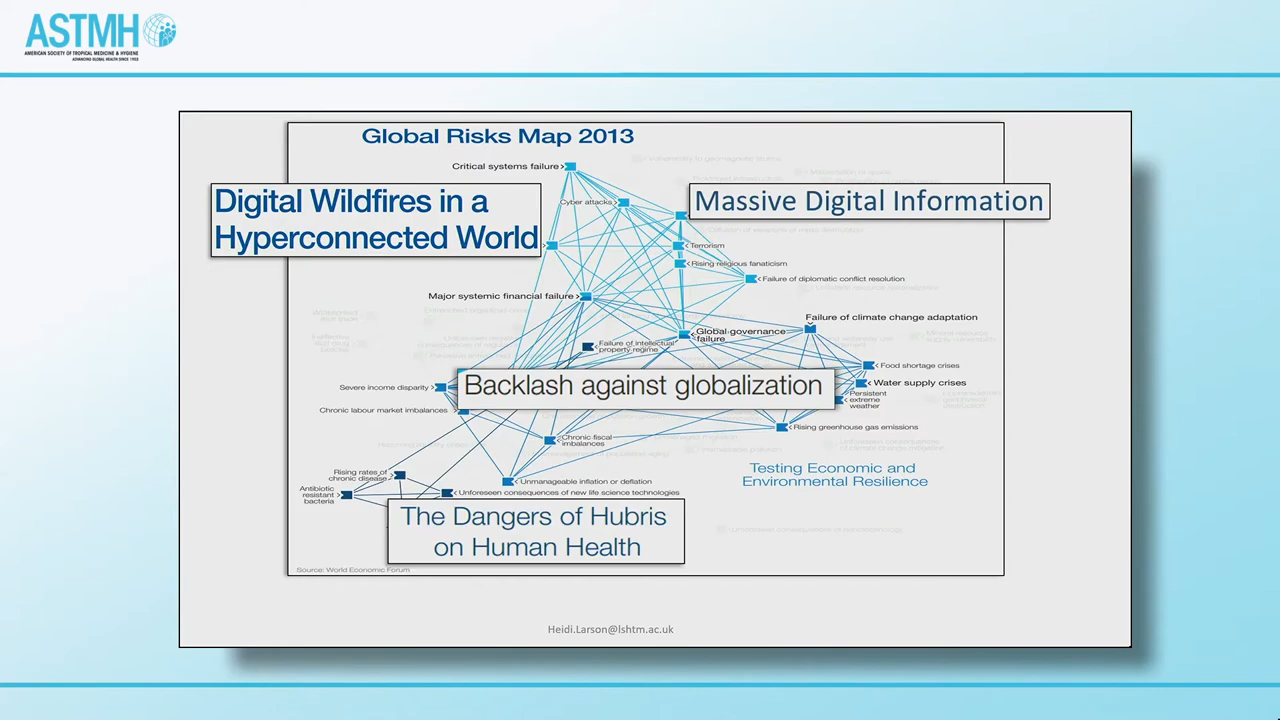 ASTMH
AMERICAN SOCIETY OF TROPICAL MEDICINE & HYGIENE
ADVANCING GLOBAL HEALTH SINCE 1903
Global Risks Map 2013
Critical systems failure
Digital Wildfires in a
Hyperconnected World
Cyber attacks
Massive Digital Information
Terrorism
Rising religious fanaticism
Failure of diplomatic conflict resolution
Major systemic financial failure
Failure of climate change adaptation
Global governance
failure
Failure of intellectual
property regime
Food shortage crises
Water supply crises
Persistent
extreme
weather
Severe income disparity
Backlash against globalization
Chronic labour market imbalances
Rising greenhouse gas emissions
Chronic fiscal
imbalances
Testing Economic and
Environmental Resilience
Rising rates of
chronic disease
Unmanageable inflation or deflation
Antibiotic
resistant
bacteria
Unforeseen consequences of new life science technologies
The Dangers of Hubris
on Human Health
Source: World Economic Forum
Heidi.Larson@lshtm.ac.uk